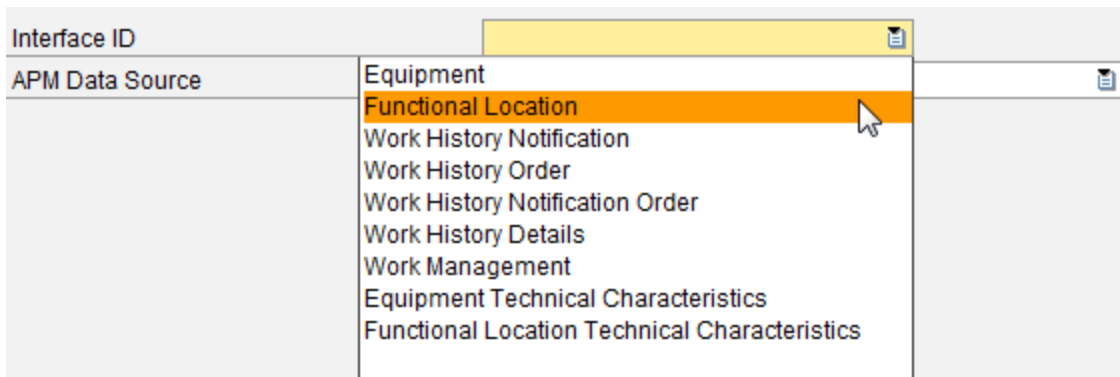 Interface ID
APM Data Source
Equipment
Functional Location
Work History Notification
Work History Order
Work History Notification Order
Work History Details
Work Management
Equipment Technical Characteristics
Functional Location Technical Characteristics